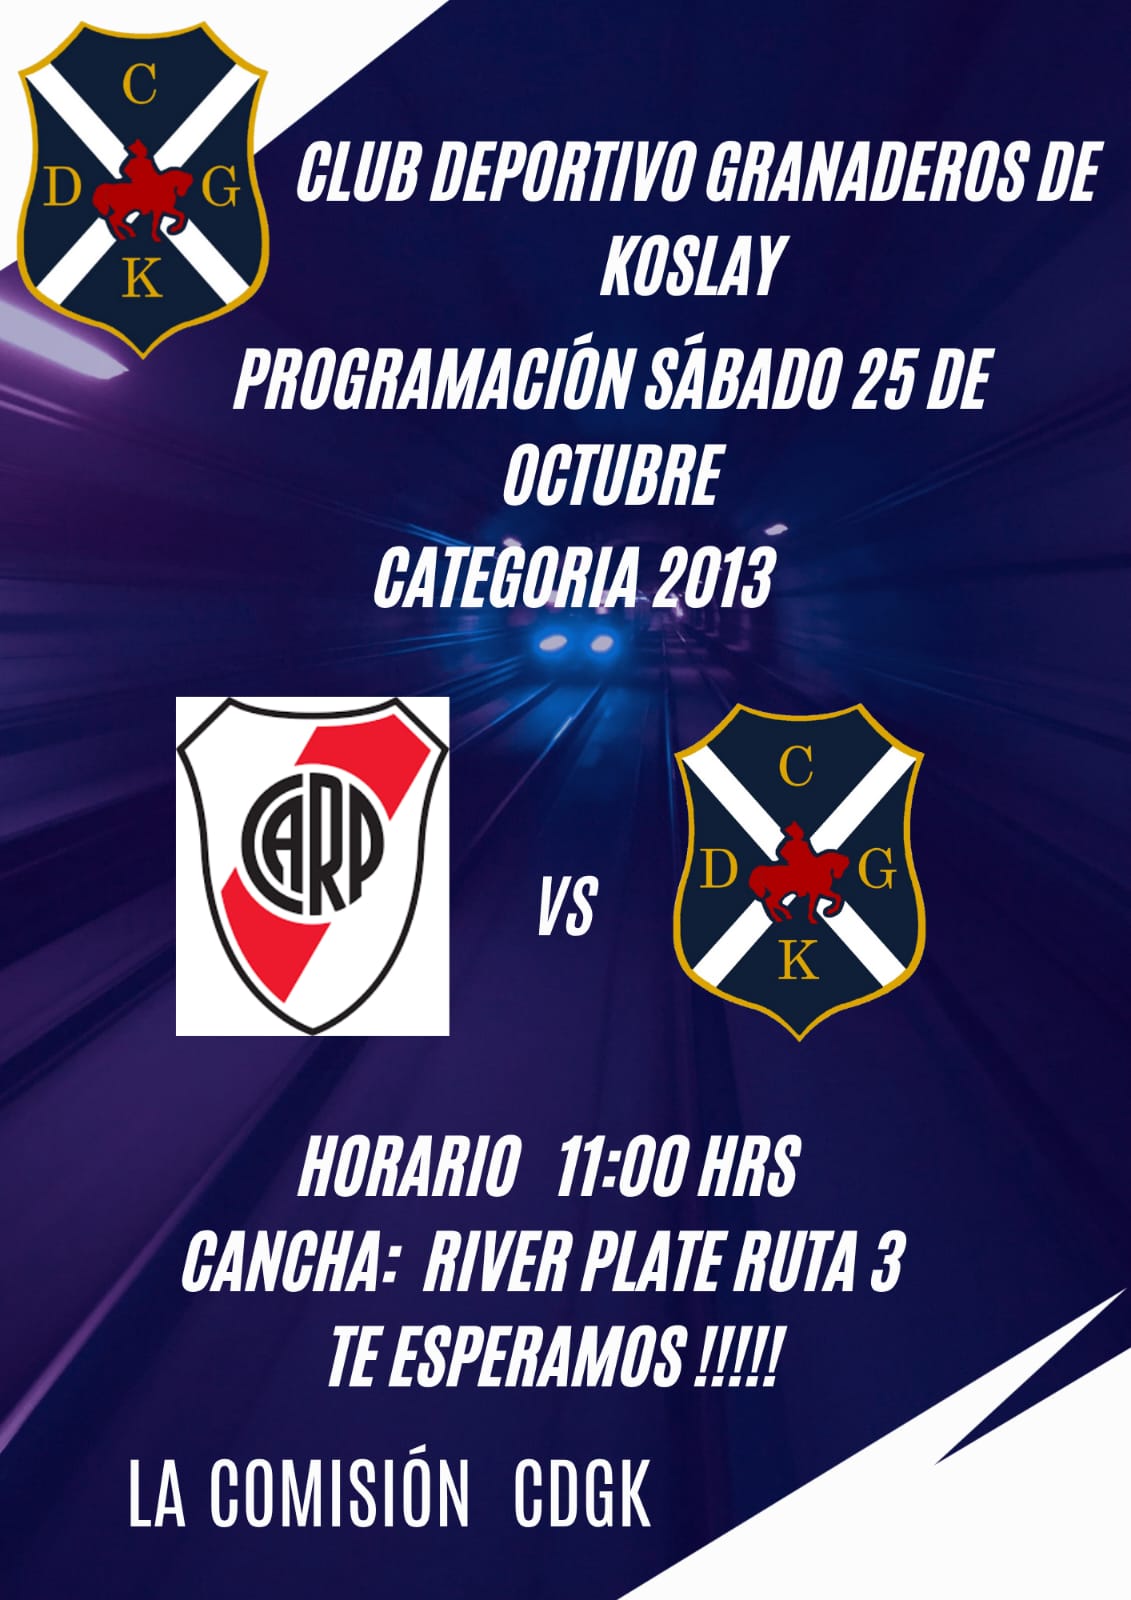 C
D G
K
CLUB DEPORTIVO GRANADEROS DE
KOSLAY
PROGRAMACIÓN SÁBADO 25 DE
OCTUBRE
CATEGORIA 2013
CARP
VS
C
D G
K
HORARIO 11:00 HRS
CANCHA: RIVER PLATE RUTA 3
TE ESPERAMOS !!!!!
LA COMISIÓN CDGK